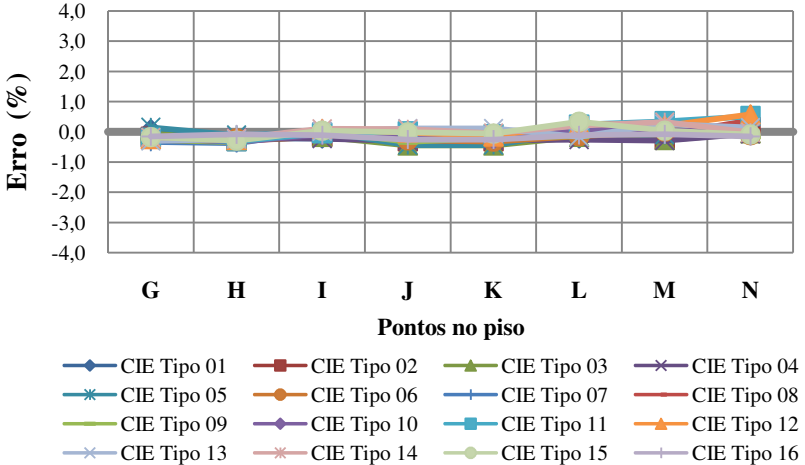 4,0
3,0
2,0
1,0
0,0
-1,0
-2,0
-3,0
-4,0
Erro (%)
G H I J K L M N
Pontos no piso
CIE Tipo 01 CIE Tipo 02 CIE Tipo 03 CIE Tipo 04
CIE Tipo 05 CIE Tipo 06 CIE Tipo 07 CIE Tipo 08
CIE Tipo 09 CIE Tipo 10 CIE Tipo 11 CIE Tipo 12
CIE Tipo 13 CIE Tipo 14 CIE Tipo 15 CIE Tipo 16